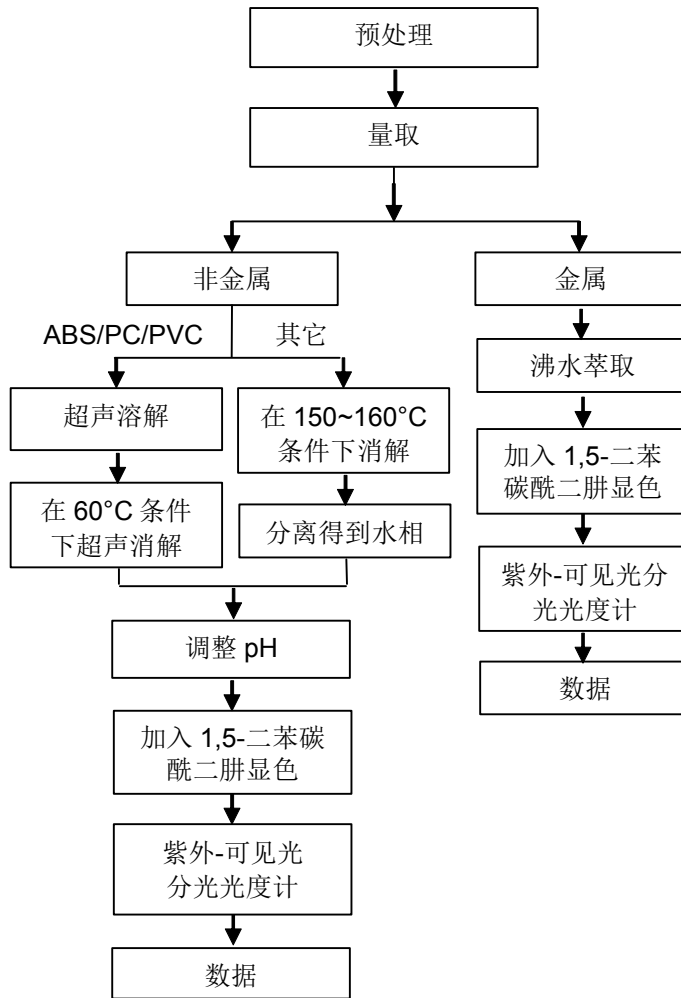 预处理
量取
非金属
金属
ABS/PC/PVC
其它
超声溶解
在 150~160°C
条件下消解
在 60°C 条件
下超声消解
分离得到水相
调整 pH
加入 1,5-二苯碳
酰二肼显色
紫外-可见光
分光光度计
数据
沸水萃取
加入 1,5-二苯
碳酰二肼显色
紫外-可见光分
光光度计
数据